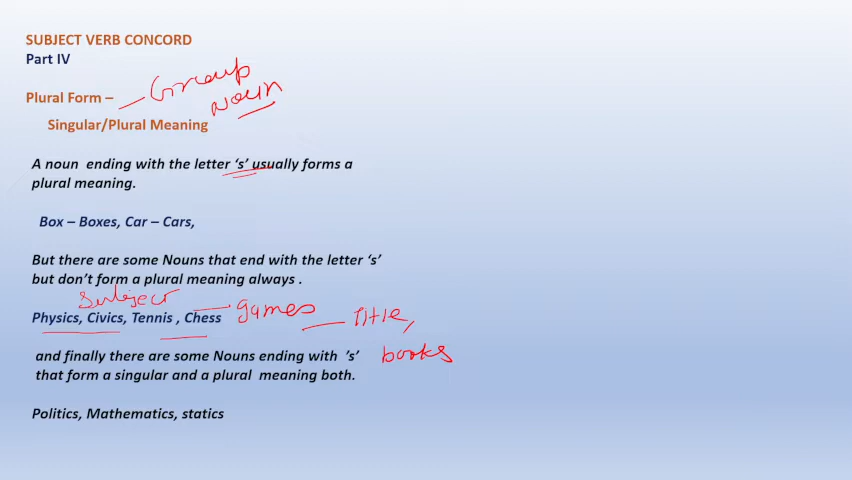 SUBJECT VERB CONCORD
Part IV
Group
Noun
Plural Form –
Singular/Plural Meaning
A noun ending with the letter ‘s’ usually forms a
plural meaning.
Box – Boxes, Car – Cars,
But there are some Nouns that end with the letter ‘s’
but don’t form a plural meaning always .
Subject
games
Physics, Civics, Tennis , Chess
Title,
books
and finally there are some Nouns ending with ’s’
that form a singular and a plural meaning both.
Politics, Mathematics, statics